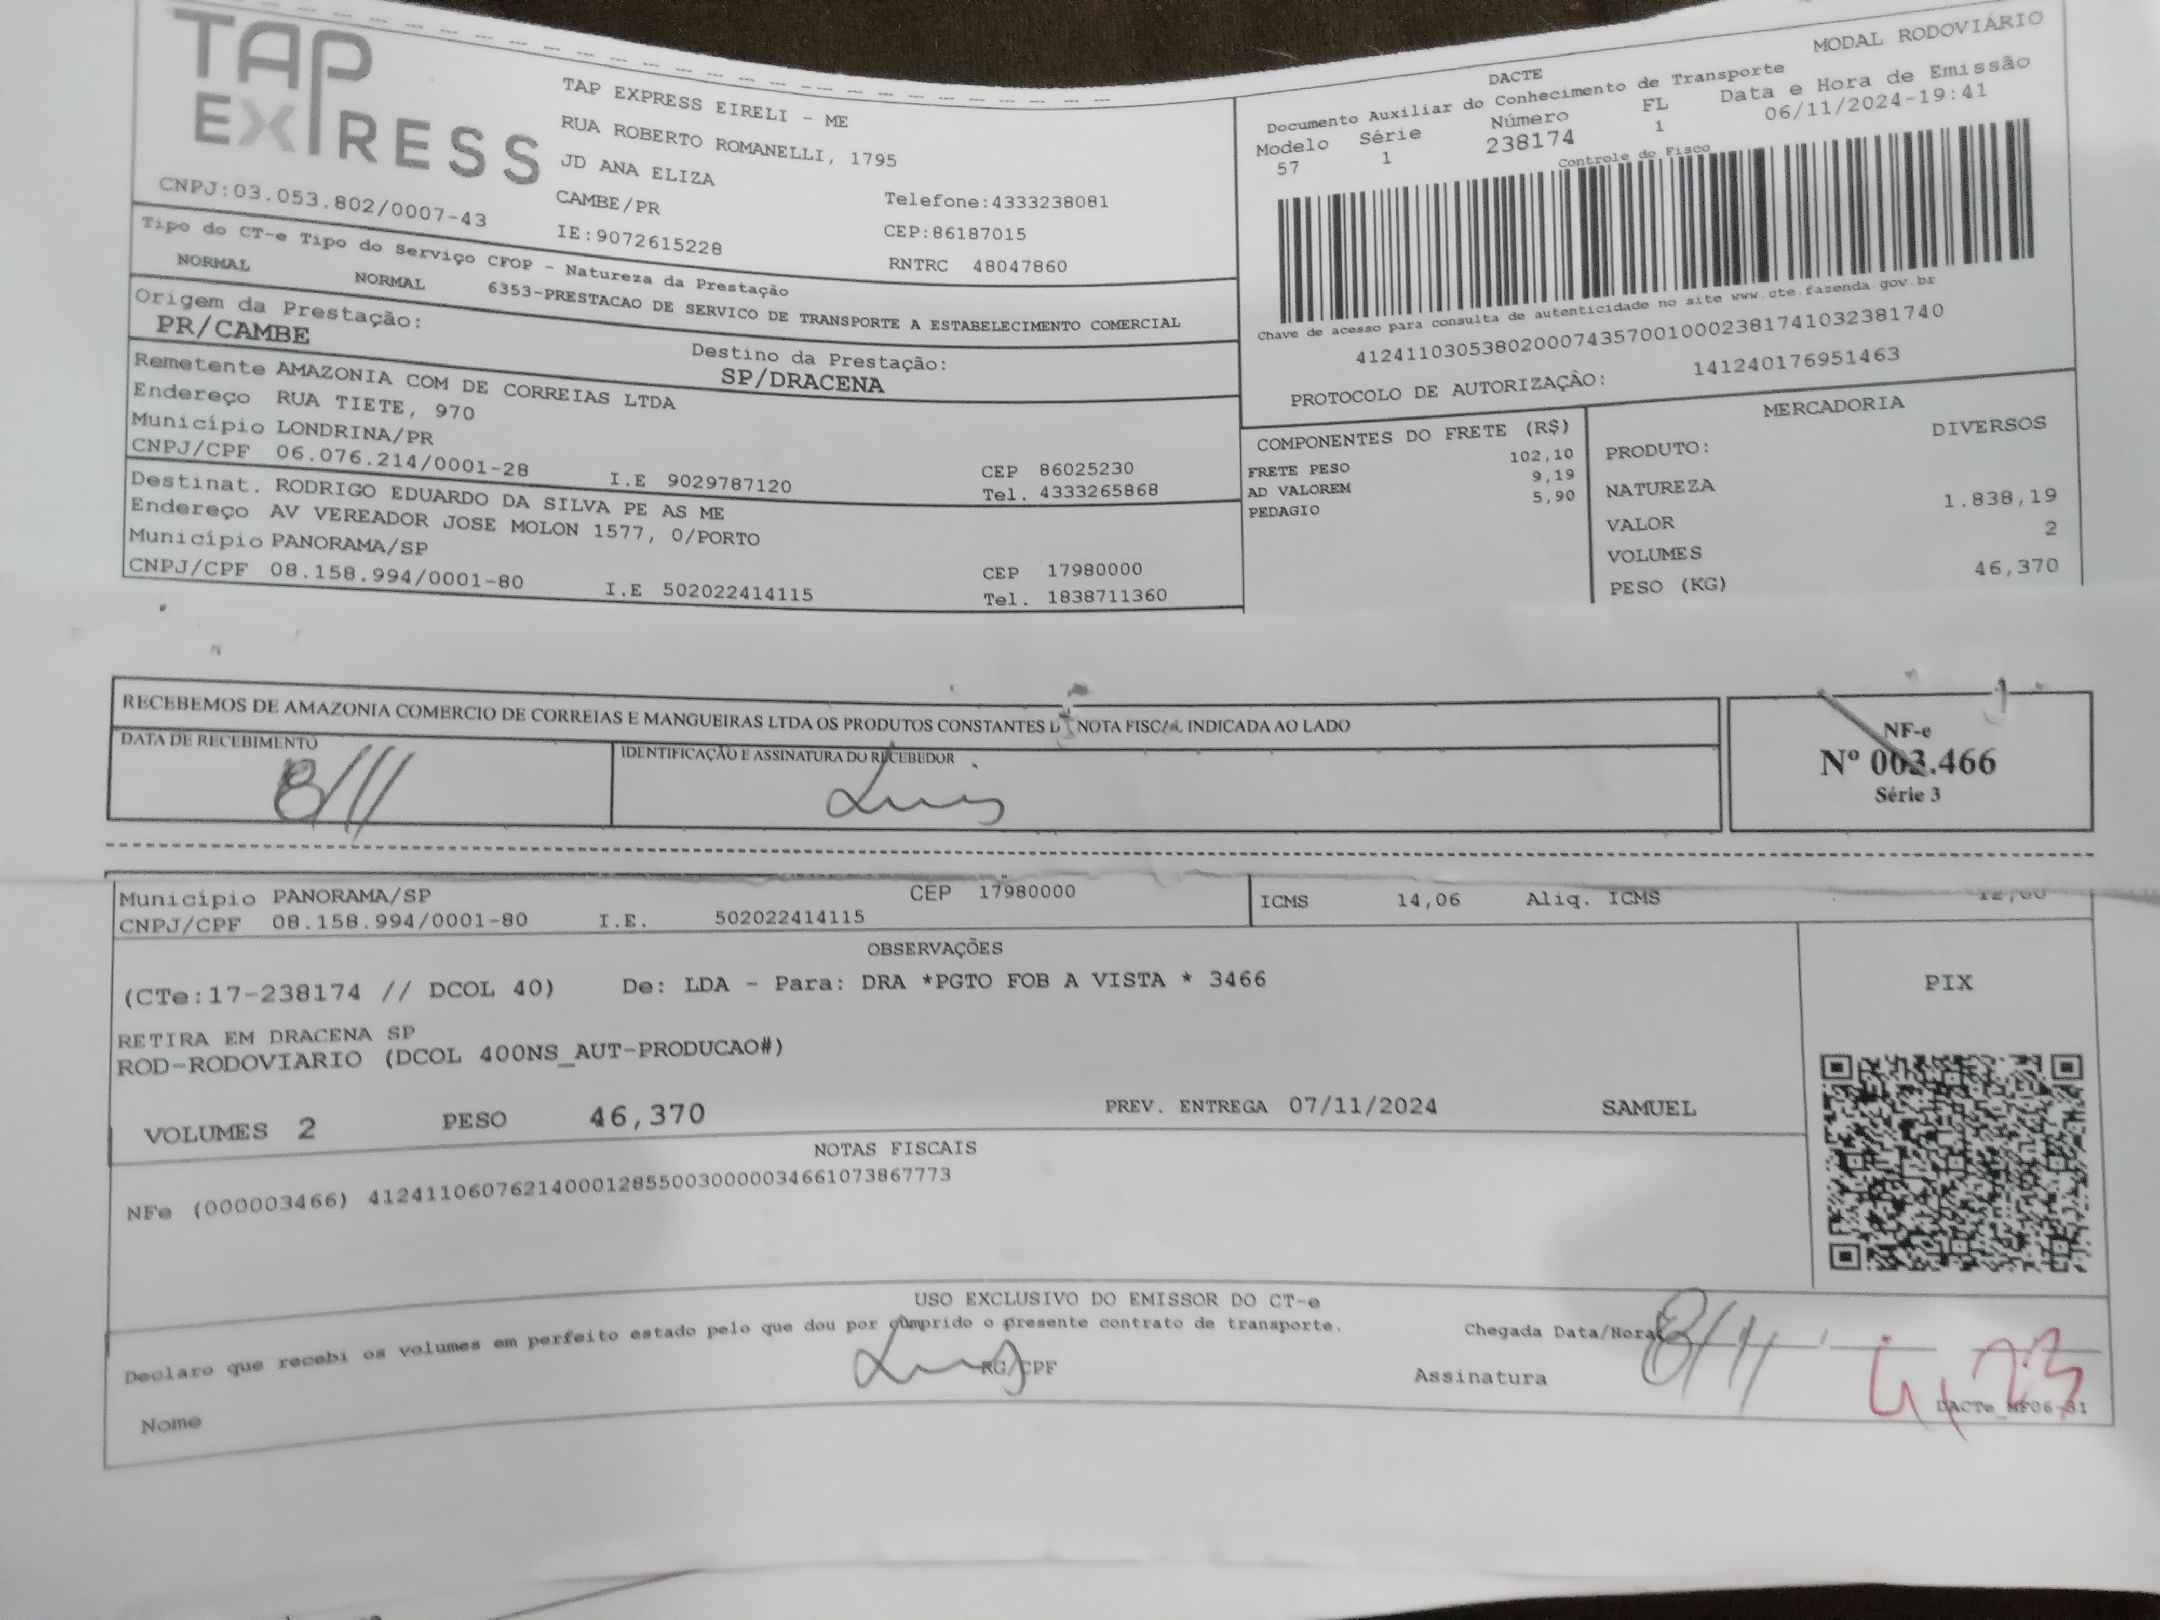 TAP EXPRESS
TAP EXPRESS EIRELI - ME
RUA ROBERTO ROMANELLI, 1795
JD ANA ELIZA
CAMBE/PR Telefone:4333238081
CNPJ:03.053.802/0007-43 IE:9072615228 CEP:86187015
RNTRC 48047860
Tipo do CT-e Tipo do Serviço CFOP - Natureza da Prestação
NORMAL NORMAL 6353-PRESTACAO DE SERVICO DE TRANSPORTE A ESTABELECIMENTO COMERCIAL
Origem da Prestação: Destino da Prestação:
PR/CAMBE SP/DRACENA
Remetente AMAZONIA COM DE CORREIAS LTDA
Endereço RUA TIETE, 970
Município LONDRINA/PR CEP 86025230
CNPJ/CPF 06.076.214/0001-28 I.E 9029787120 Tel. 4333265868
Destinat. RODRIGO EDUARDO DA SILVA PE AS ME
Endereço AV VEREADOR JOSE MOLON 1577, 0/PORTO
Município PANORAMA/SP CEP 17980000
CNPJ/CPF 08.158.994/0001-80 I.E 502022414115 Tel. 1838711360
DACTE MODAL RODOVIÁRIO
Documento Auxiliar do Conhecimento de Transporte
Modelo Série Número FL Data e Hora de Emissão
57 1 238174 1 06/11/2024-19:41
Controle do Fisco
Chave de acesso para consulta de autenticidade no site www.cte.fazenda.gov.br
41241103053802000743570010002381741032381740
PROTOCOLO DE AUTORIZAÇÃO: 141240176951463
COMPONENTES DO FRETE (R$)
FRETE PESO 102,10
AD VALOREM 9,19
PEDAGIO 5,90
MERCADORIA
PRODUTO: DIVERSOS
NATUREZA
VALOR 1.838,19
VOLUMES 2
PESO (KG) 46,370
RECEBEMOS DE AMAZONIA COMERCIO DE CORREIAS E MANGUEIRAS LTDA OS PRODUTOS CONSTANTES NOTA FISCAL INDICADA AO LADO
DATA DE RECEBIMENTO IDENTIFICAÇÃO E ASSINATURA DO RECEBEDOR
8/11 Luis
NF-e
Nº 003.466
Série 3
Município PANORAMA/SP CEP 17980000 ICMS 14,06 Aliq. ICMS 12,00
CNPJ/CPF 08.158.994/0001-80 I.E. 502022414115
OBSERVAÇÕES
(CTe:17-238174 // DCOL 40) De: LDA - Para: DRA *PGTO FOB A VISTA * 3466
RETIRA EM DRACENA SP
ROD-RODOVIARIO (DCOL 400NS_AUT-PRODUCAO#)
VOLUMES 2 PESO 46,370 PREV. ENTREGA 07/11/2024 SAMUEL
PIX
NOTAS FISCAIS
NFe (000003466) 41241106076214000128550030000034661073867773
USO EXCLUSIVO DO EMISSOR DO CT-e
Declaro que recebi os volumes em perfeito estado pelo que dou por cumprido o presente contrato de transporte. Chegada Data/Hora 8/11
Luis RG/CPF Assinatura
Nome